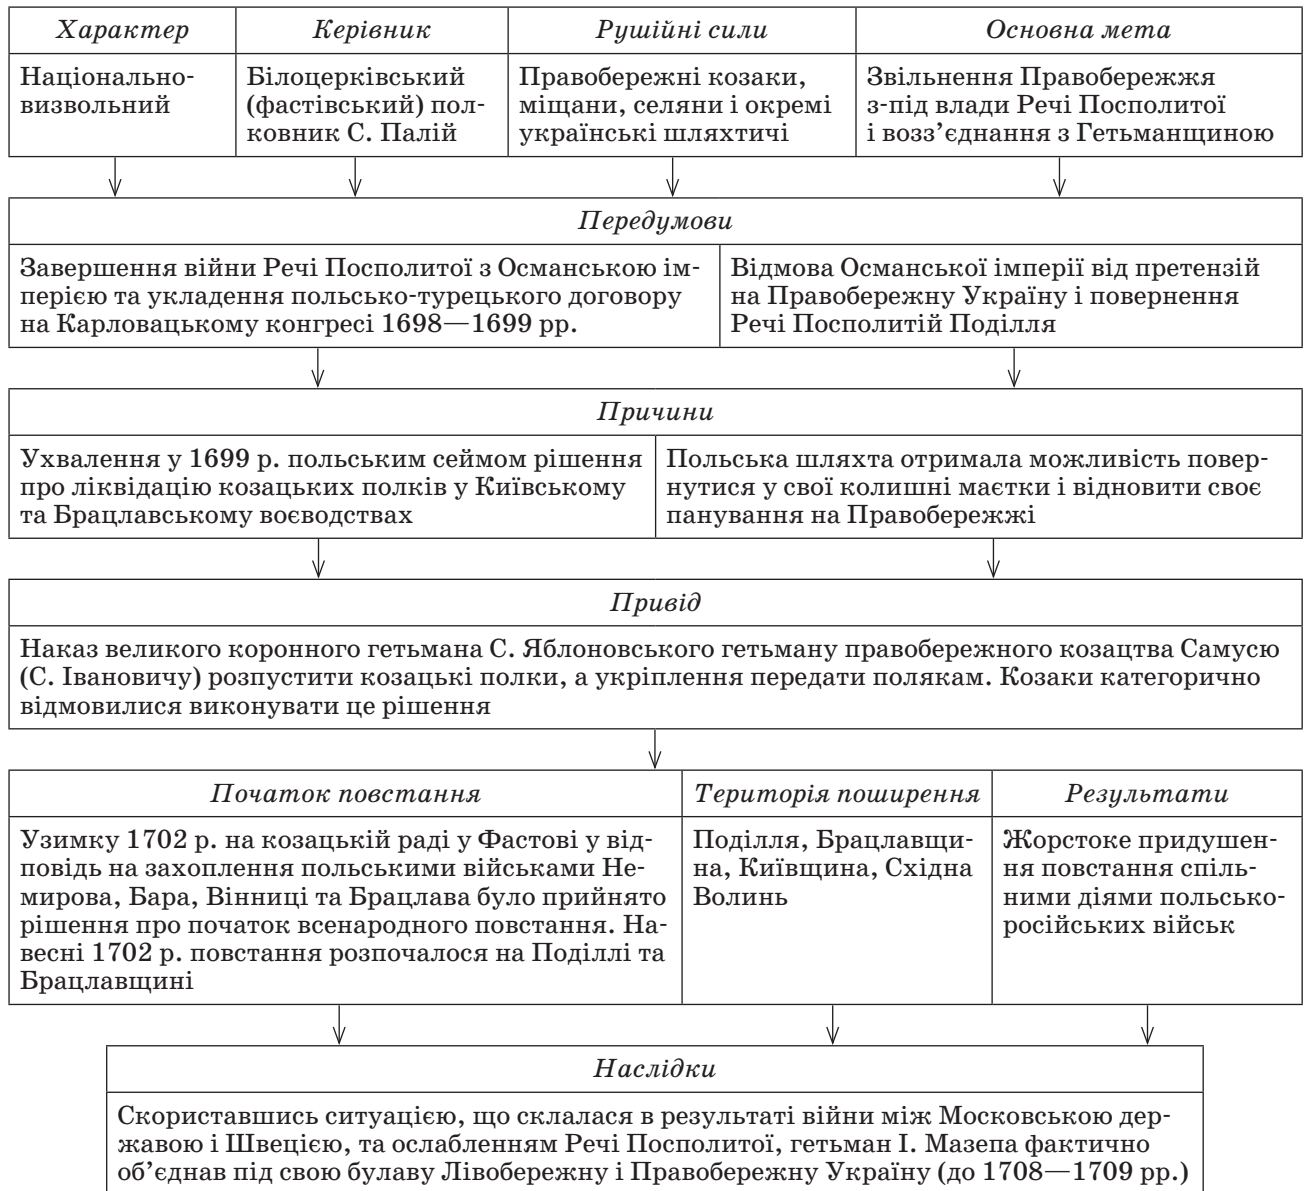 Характер
Керівник
Рушійні сили
Основна мета
Національно-
визвольний
Білоцерківський
(фастівський) пол-
ковник С. Палій
Правобережні козаки,
міщани, селяни і окремі
українські шляхтичі
Звільнення Правобережжя
з-під влади Речі Посполитої
і возз’єднання з Гетьманщиною
Передумови
Завершення війни Речі Посполитої з Османською ім-
перією та укладення польсько-турецького договору
на Карловацькому конгресі 1698—1699 рр.
Відмова Османської імперії від претензій
на Правобережну Україну і повернення
Речі Посполитій Поділля
Причини
Ухвалення у 1699 р. польським сеймом рішення
про ліквідацію козацьких полків у Київському
та Брацлавському воєводствах
Польська шляхта отримала можливість повер-
нутися у свої колишні маєтки і відновити своє
панування на Правобережжі
Привід
Наказ великого коронного гетьмана С. Яблоновського гетьману правобережного козацтва Самусю
(С. Івановичу) розпустити козацькі полки, а укріплення передати полякам. Козаки категорично
відмовилися виконувати це рішення
Початок повстання
Територія поширення
Результати
Узимку 1702 р. на козацькій раді у Фастові у від-
повідь на захоплення польськими військами Не-
мирова, Бара, Вінниці та Брацлава було прийнято
рішення про початок всенародного повстання. На-
весні 1702 р. повстання розпочалося на Поділлі та
Брацлавщині
Поділля, Брацлавщи-
на, Київщина, Східна
Волинь
Жорстоке придушен-
ня повстання спіль-
ними діями польсько-
російських військ
Наслідки
Скориставшись ситуацією, що склалася в результаті війни між Московською дер-
жавою і Швецією, та ослабленням Речі Посполитої, гетьман І. Мазепа фактично
об’єднав під свою булаву Лівобережну і Правобережну Україну (до 1708—1709 рр.)